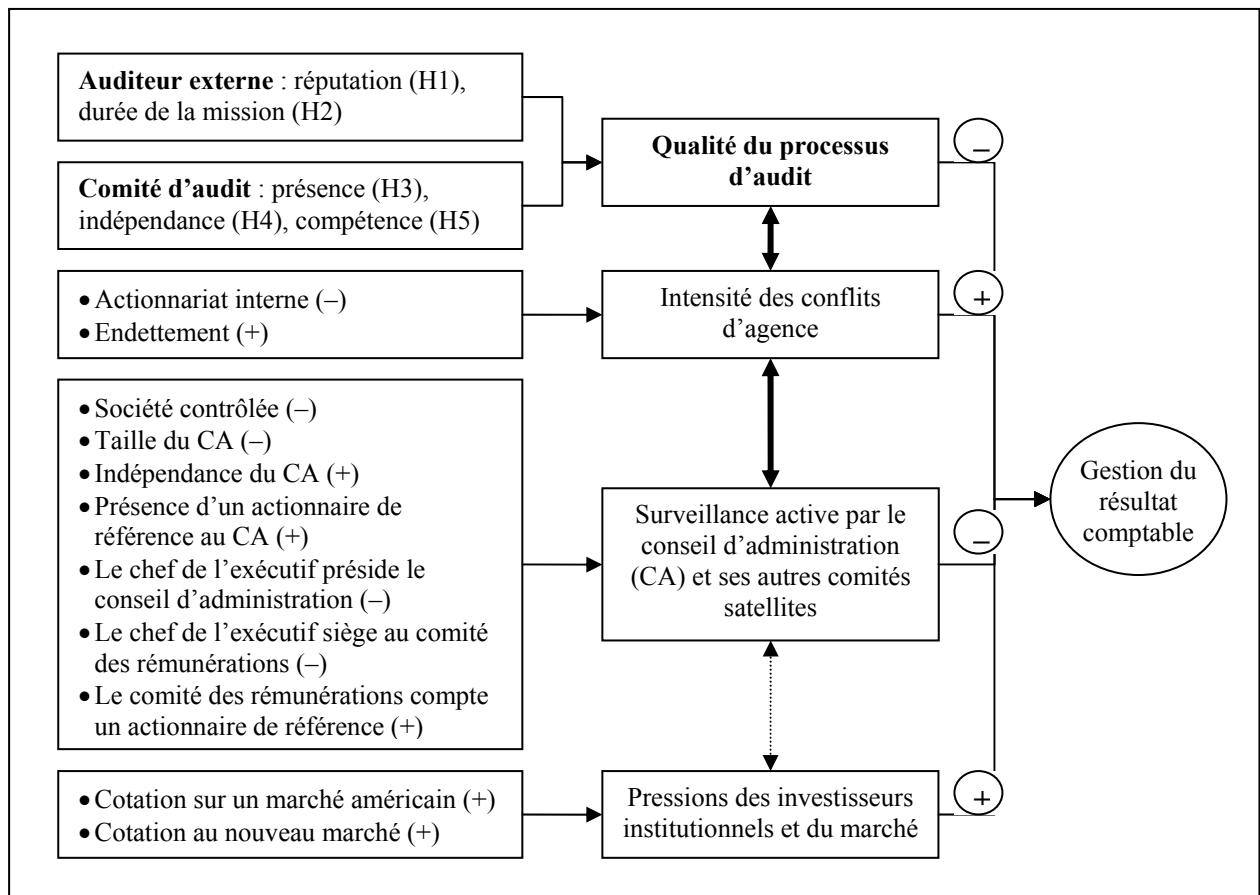 Auditeur externe : réputation (H1),
durée de la mission (H2)
Comité d’audit : présence (H3),
indépendance (H4), compétence (H5)
Qualité du processus
d’audit
–
• Actionnariat interne (–)
• Endettement (+)
Intensité des conflits
d’agence
+
• Société contrôlée (–)
• Taille du CA (–)
• Indépendance du CA (+)
• Présence d’un actionnaire de
référence au CA (+)
• Le chef de l’exécutif préside le
conseil d’administration (–)
• Le chef de l’exécutif siège au comité
des rémunérations (–)
• Le comité des rémunérations compte
un actionnaire de référence (+)
Surveillance active par le
conseil d’administration
(CA) et ses autres comités
satellites
–
Gestion du
résultat
comptable
• Cotation sur un marché américain (+)
• Cotation au nouveau marché (+)
Pressions des investisseurs
institutionnels et du marché
+